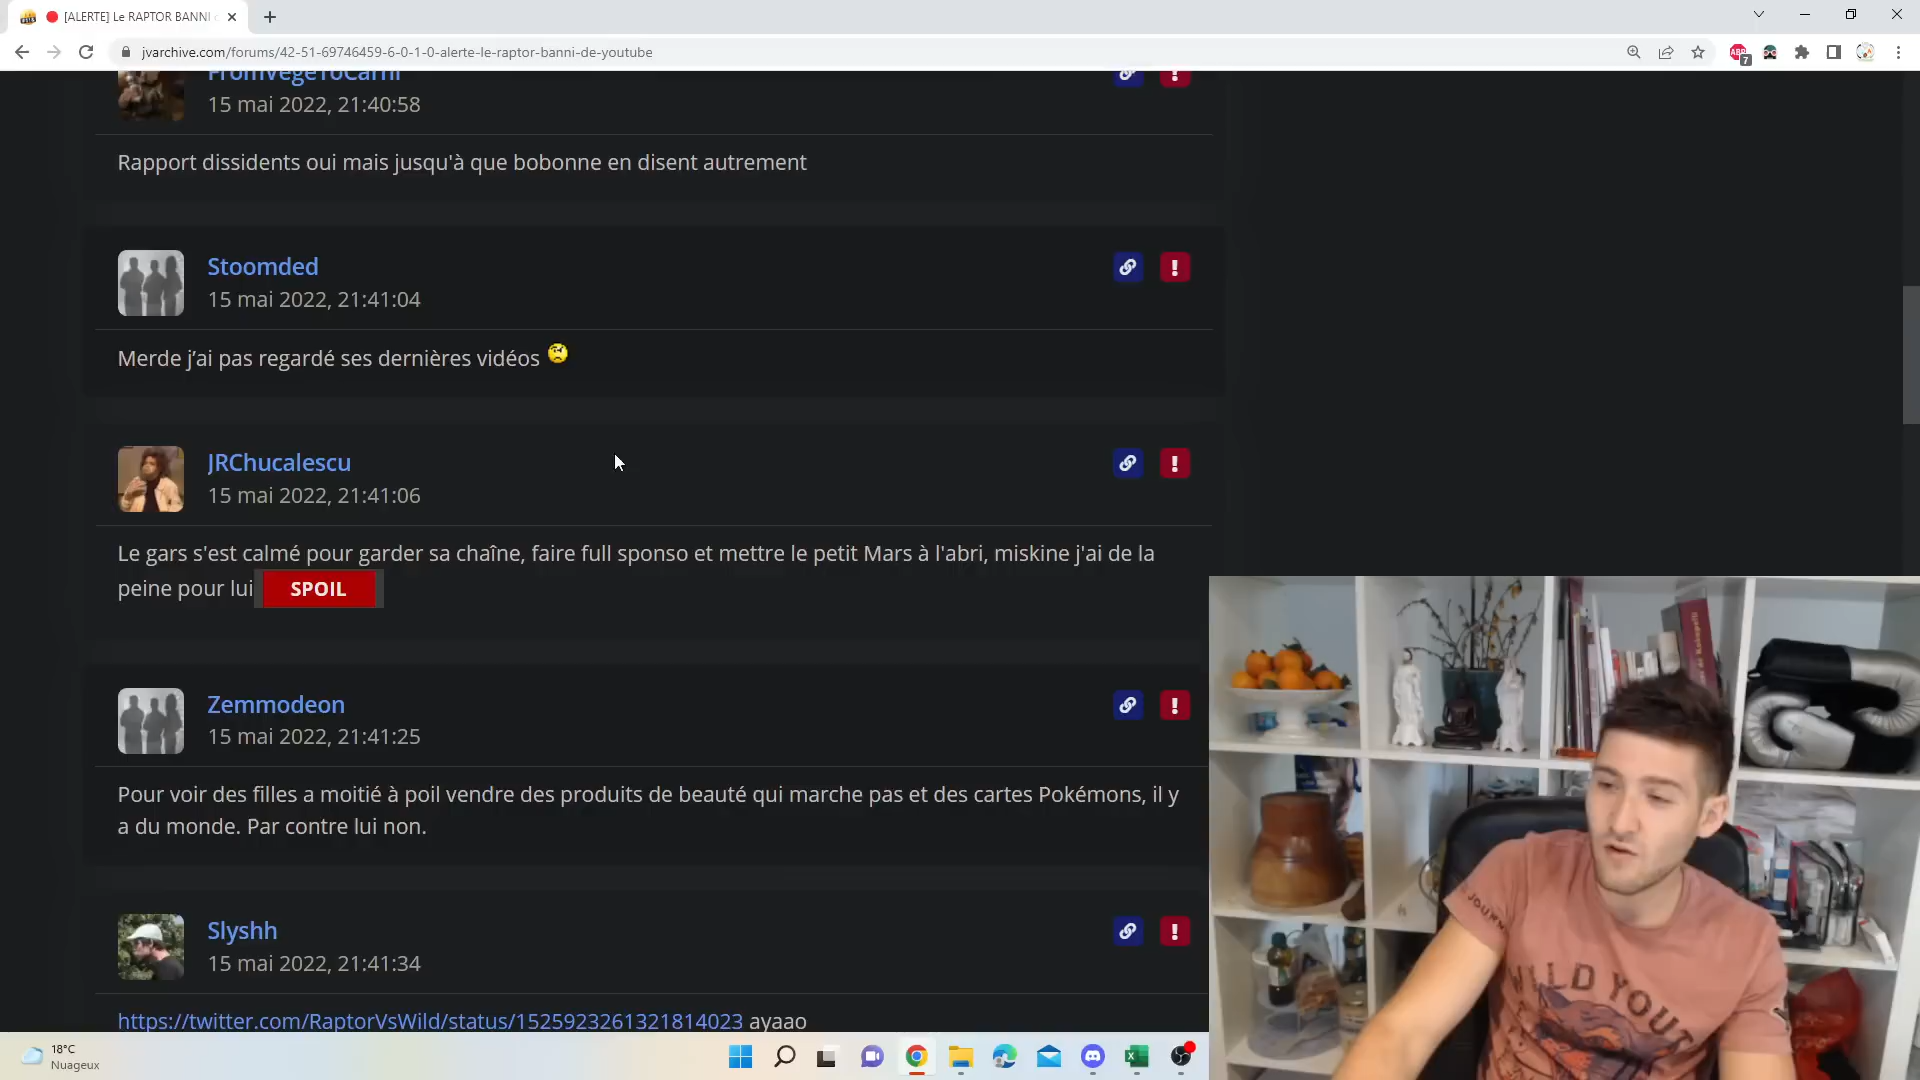 [ALERTE] Le RAPTOR BANNI
jvarchive.com/forums/42-51-69746459-6-0-1-0-alerte-le-raptor-banni-de-youtube
ABP
7
FromVegeToCarni
15 mai 2022, 21:40:58
Rapport dissidents oui mais jusqu'à que bobonne en disent autrement
Stoomded
15 mai 2022, 21:41:04
Merde j'ai pas regardé ses dernières vidéos
JRChucalescu
15 mai 2022, 21:41:06
Le gars s'est calmé pour garder sa chaîne, faire full sponso et mettre le petit Mars à l'abri, miskine j'ai de la
peine pour lui SPOIL
Zemmodeon
15 mai 2022, 21:41:25
Pour voir des filles a moitié à poil vendre des produits de beauté qui marche pas et des cartes Pokémons, il y
a du monde. Par contre lui non.
Slyshh
15 mai 2022, 21:41:34
https://twitter.com/RaptorVsWild/status/1525923261321814023 ayaao
18°C
Nuageux